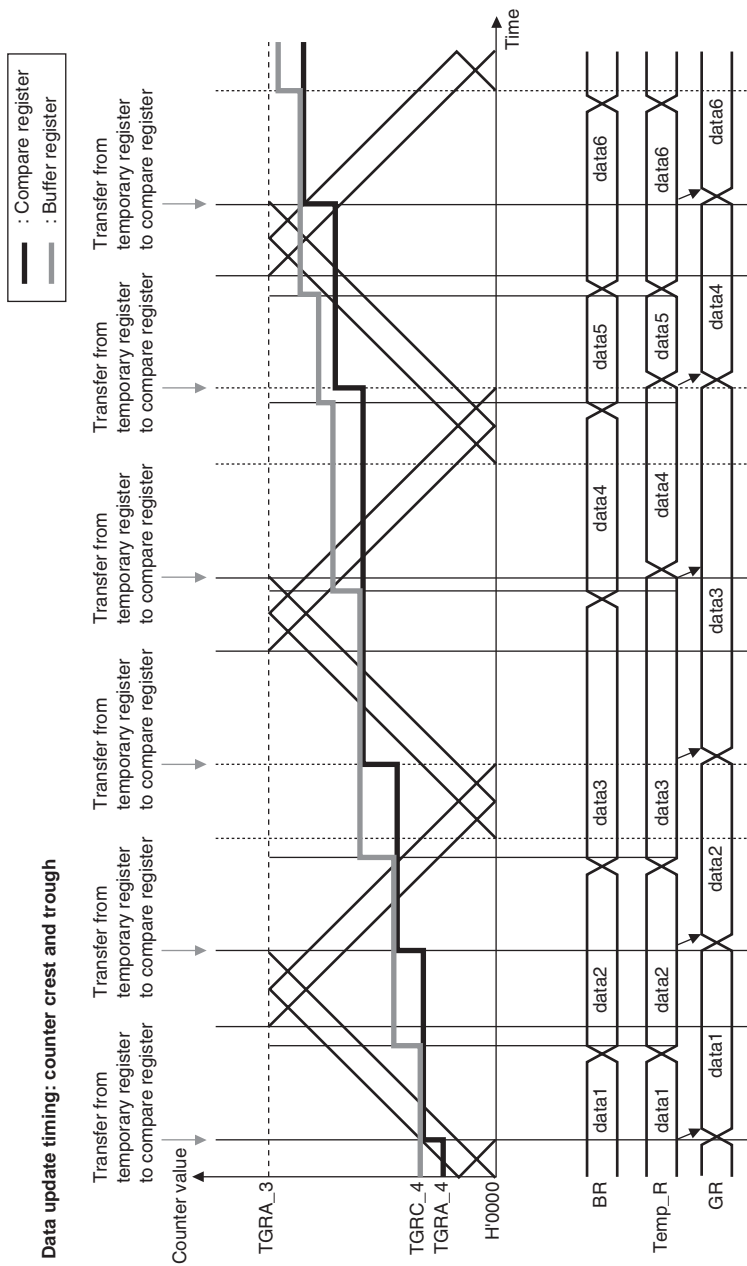 Data update timing: counter crest and trough
: Compare register
: Buffer register
Transfer from
temporary register
to compare register
Transfer from
temporary register
to compare register
Transfer from
temporary register
to compare register
Transfer from
temporary register
to compare register
Transfer from
temporary register
to compare register
Transfer from
temporary register
to compare register
Counter value
TGRA_3
TGRC_4
TGRA_4
H'0000
Time
BR
data1
data2
data3
data4
data5
data6
Temp_R
data1
data2
data3
data4
data5
data6
GR
data1
data2
data3
data4
data6